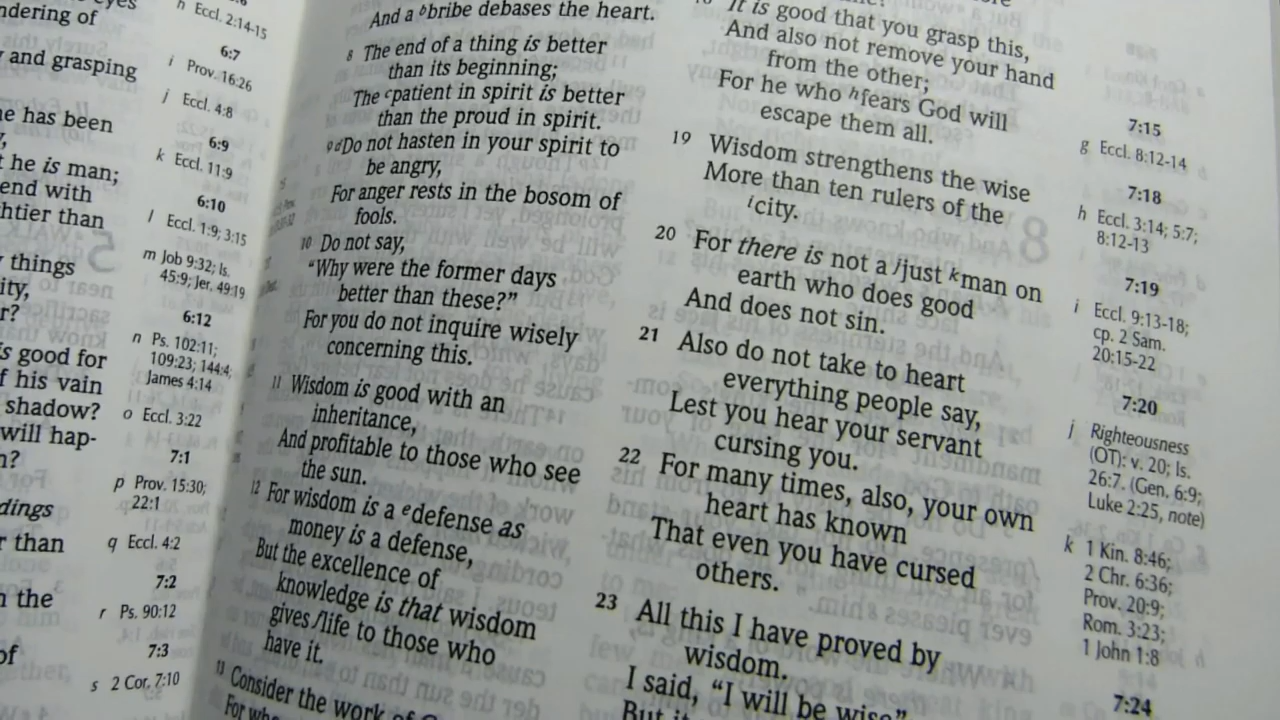 eyes
ndering of
and grasping
ne has been
t he is man;
end with
htier than
things
ity,
r?
is good for
f his vain
shadow?
will hap-
n?
dings
r than
n the
of
h Eccl. 2:14-15
6:7
i Prov. 16:26
j Eccl. 4:8
6:9
k Eccl. 11:9
6:10
l Eccl. 1:9; 3:15
m Job 9:32; Is.
45:9; Jer. 49:19
6:12
n Ps. 102:11;
109:23; 144:4;
James 4:14
o Eccl. 3:22
7:1
p Prov. 15:30;
22:1
q Eccl. 4:2
7:2
r Ps. 90:12
7:3
s 2 Cor. 7:10
And a bbribe debases the heart.
8 The end of a thing is better
than its beginning;
The cpatient in spirit is better
than the proud in spirit.
9 dDo not hasten in your spirit to
be angry,
For anger rests in the bosom of
fools.
10 Do not say,
"Why were the former days
better than these?"
For you do not inquire wisely
concerning this.
11 Wisdom is good with an
inheritance,
And profitable to those who see
the sun.
12 For wisdom is a edefense as
money is a defense,
But the excellence of
knowledge is that wisdom
gives flife to those who
have it.
13 Consider the work of
For
It is good that you grasp this,
And also not remove your hand
from the other;
For he who hfears God will
escape them all.
19 Wisdom strengthens the wise
More than ten rulers of the
icity.
20 For there is not a jjust kman on
earth who does good
And does not sin.
21 Also do not take to heart
everything people say,
Lest you hear your servant
cursing you.
22 For many times, also, your own
heart has known
That even you have cursed
others.
23 All this I have proved by
wisdom.
I said, "I will be wise"
But it
7:15
g Eccl. 8:12-14
7:18
h Eccl. 3:14; 5:7;
8:12-13
7:19
i Eccl. 9:13-18;
cp. 2 Sam.
20:15-22
7:20
j Righteousness
(OT): v. 20; Is.
26:7. (Gen. 6:9;
Luke 2:25, note)
k 1 Kin. 8:46;
2 Chr. 6:36;
Prov. 20:9;
Rom. 3:23;
1 John 1:8
7:24